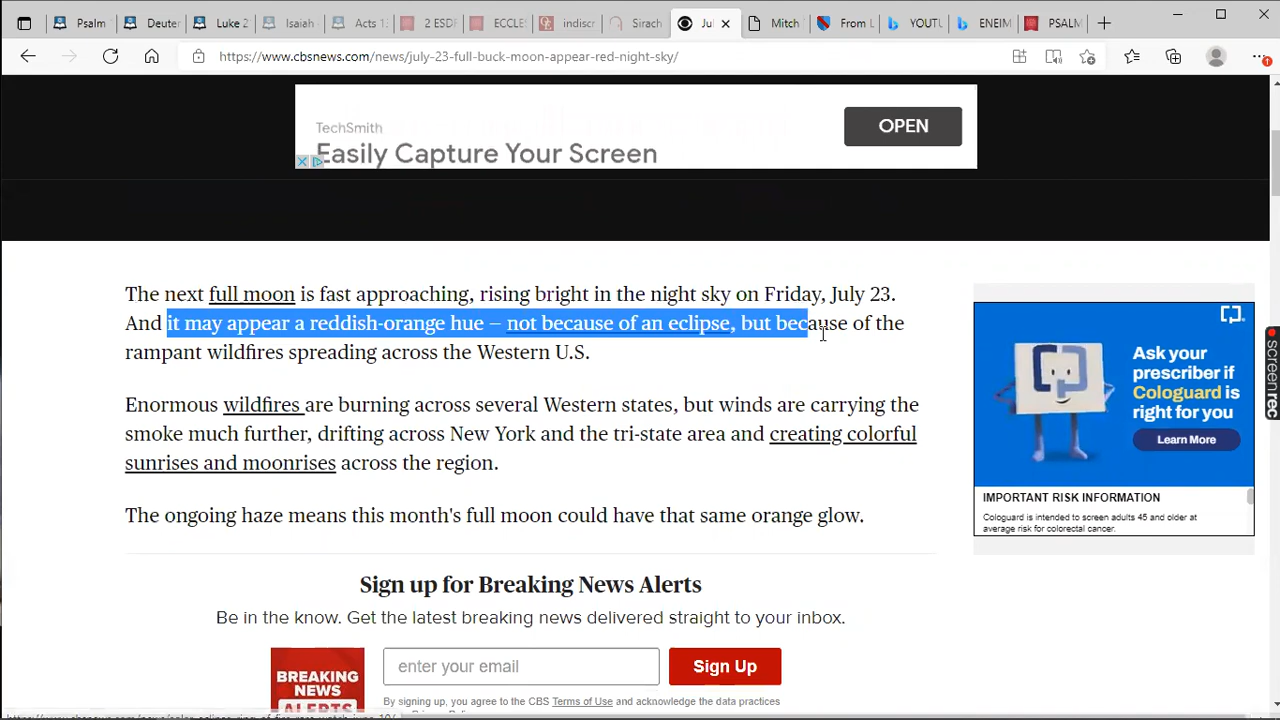 Psalm
Deuter
Luke 2
Isaiah
Acts 1
2 ESDF
ECCLES
indiscr
Sirach
Jul
Mitch
From L
YOUTU
ENEIM
PSALM
https://www.cbsnews.com/news/july-23-full-buck-moon-appear-red-night-sky/
TechSmith
Easily Capture Your Screen
OPEN
The next full moon is fast approaching, rising bright in the night sky on Friday, July 23.
And it may appear a reddish-orange hue — not because of an eclipse, but because of the
rampant wildfires spreading across the Western U.S.
Enormous wildfires are burning across several Western states, but winds are carrying the
smoke much further, drifting across New York and the tri-state area and creating colorful
sunrises and moonrises across the region.
The ongoing haze means this month's full moon could have that same orange glow.
Ask your
prescriber if
Cologuard is
right for you
Learn More
IMPORTANT RISK INFORMATION
Cologuard is intended to screen adults 45 and older at
average risk for colorectal cancer.
screenrec
Sign up for Breaking News Alerts
Be in the know. Get the latest breaking news delivered straight to your inbox.
BREAKING
NEWS
ALERTS
enter your email
Sign Up
By signing up, you agree to the CBS Terms of Use and acknowledge the data practices